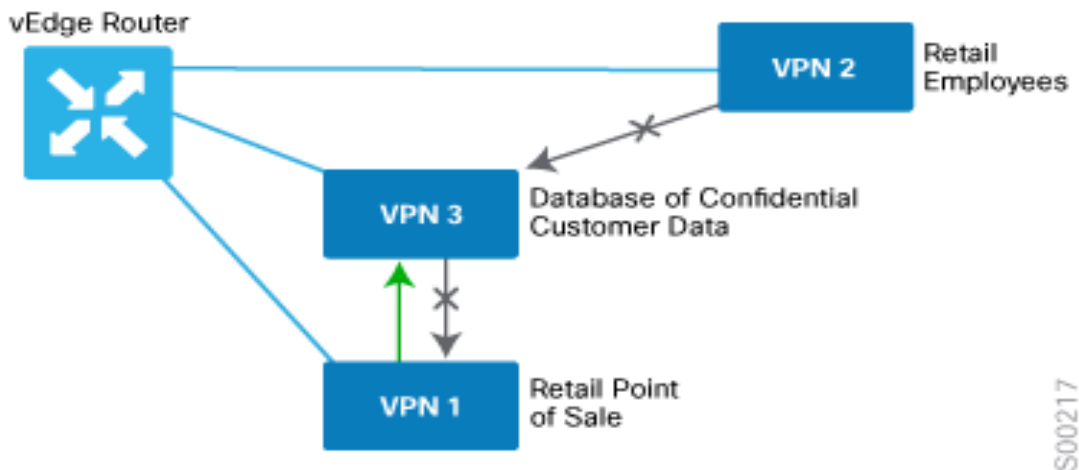 vEdge Router
VPN 2
Retail
Employees
VPN 3
Database of Confidential
Customer Data
VPN 1
Retail Point
of Sale
S00217